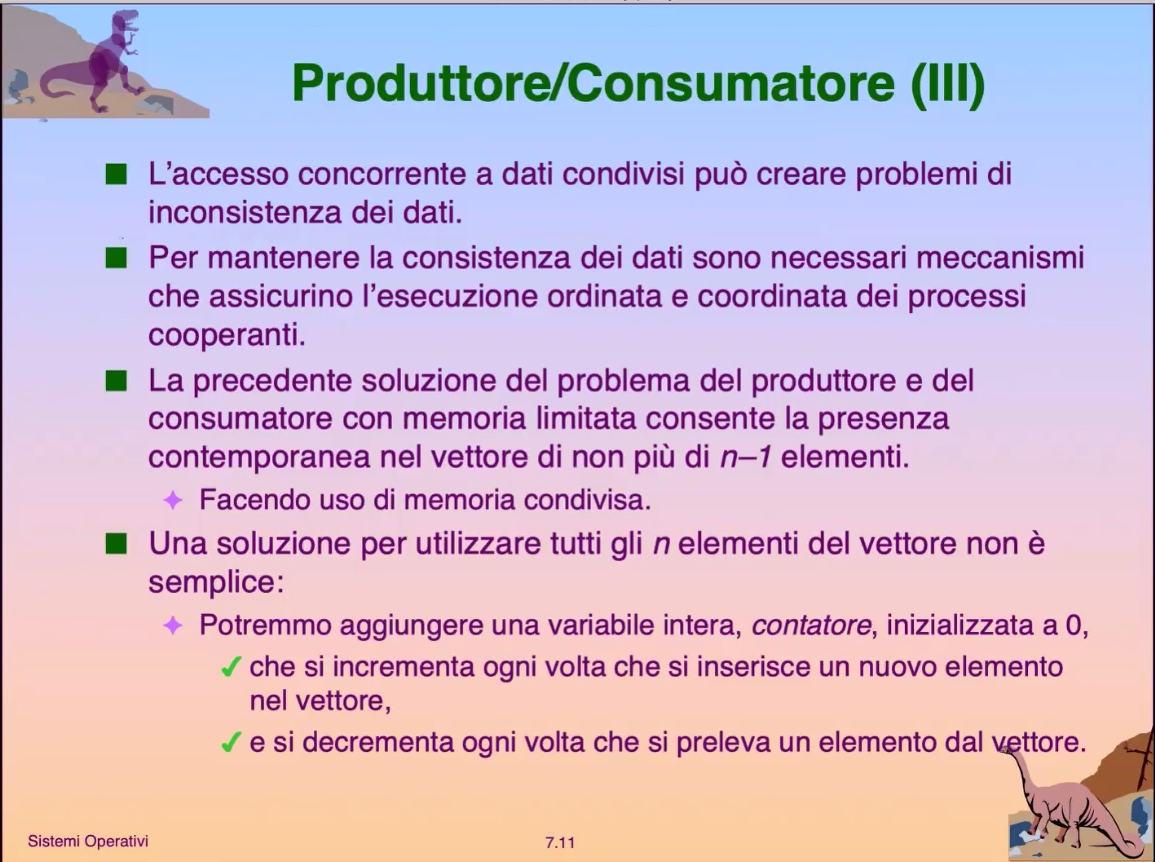 Produttore/Consumatore (III)
L'accesso concorrente a dati condivisi può creare problemi di
inconsistenza dei dati.
Per mantenere la consistenza dei dati sono necessari meccanismi
che assicurino l'esecuzione ordinata e coordinata dei processi
cooperanti.
La precedente soluzione del problema del produttore e del
consumatore con memoria limitata consente la presenza
contemporanea nel vettore di non più di n–1 elementi.
Facendo uso di memoria condivisa.
Una soluzione per utilizzare tutti gli n elementi del vettore non è
semplice:
Potremmo aggiungere una variabile intera, contatore, inizializzata a 0,
che si incrementa ogni volta che si inserisce un nuovo elemento
nel vettore,
e si decrementa ogni volta che si preleva un elemento dal vettore.
Sistemi Operativi
7.11